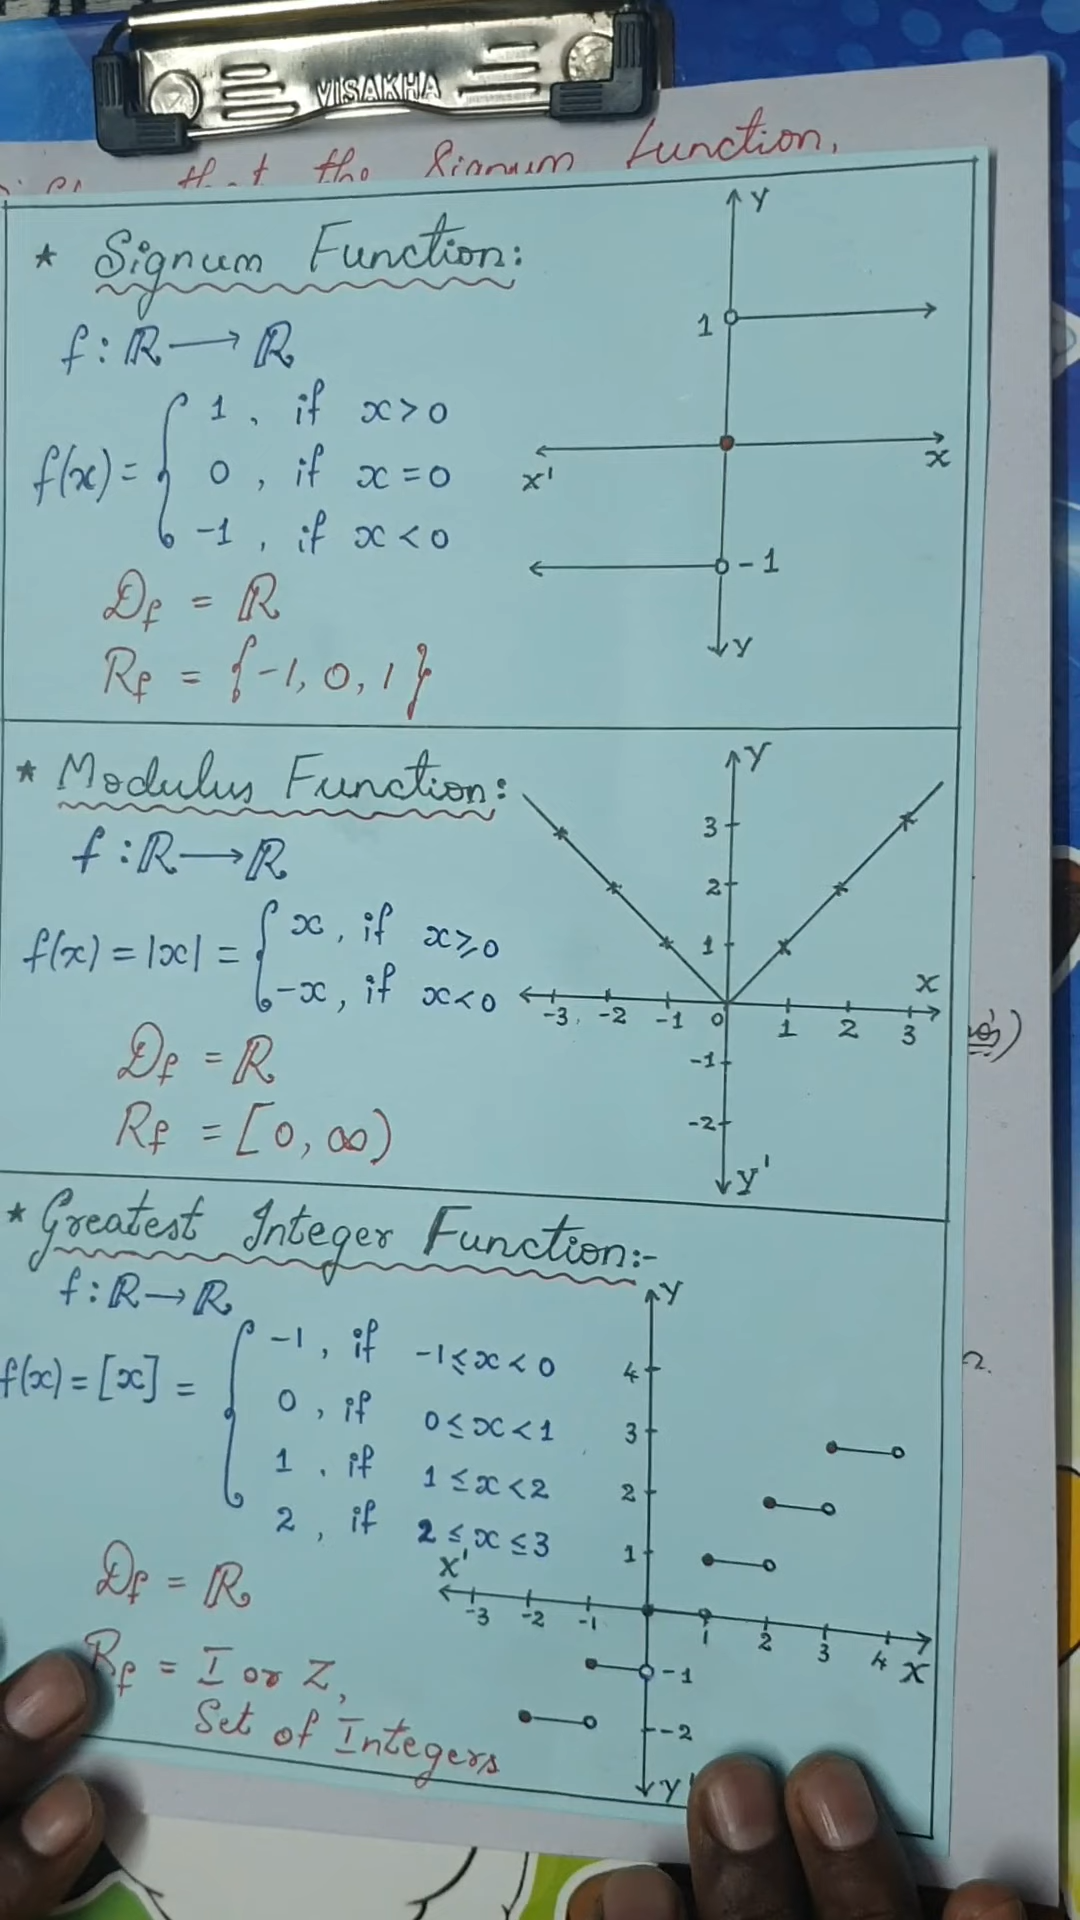 VISAKHA
that the Signum function,
* Signum Function:
f : ℝ → ℝ
f(x) = { 1 , if x > 0
0 , if x = 0
-1 , if x < 0
Df = ℝ
Rf = {-1, 0, 1}
Y
1
X' X
-1
Y
* Modulus Function:
f : ℝ → ℝ
f(x) = |x| = { x, if x ≥ 0
-x, if x < 0
Df = ℝ
Rf = [0, ∞)
Y
3
2
1
X
-3 -2 -1 0 1 2 3
-1
-2
Y'
* Greatest Integer Function:-
f : ℝ → ℝ
f(x) = [x] = { -1 , if -1 ≤ x < 0
0 , if 0 ≤ x < 1
1 , if 1 ≤ x < 2
2 , if 2 ≤ x ≤ 3
Df = ℝ
Rf = I or Z,
Set of Integers
Y
4
3
2
1
X'
-3 -2 -1 1 2 3 4 X
-1
-2
Y'
2.